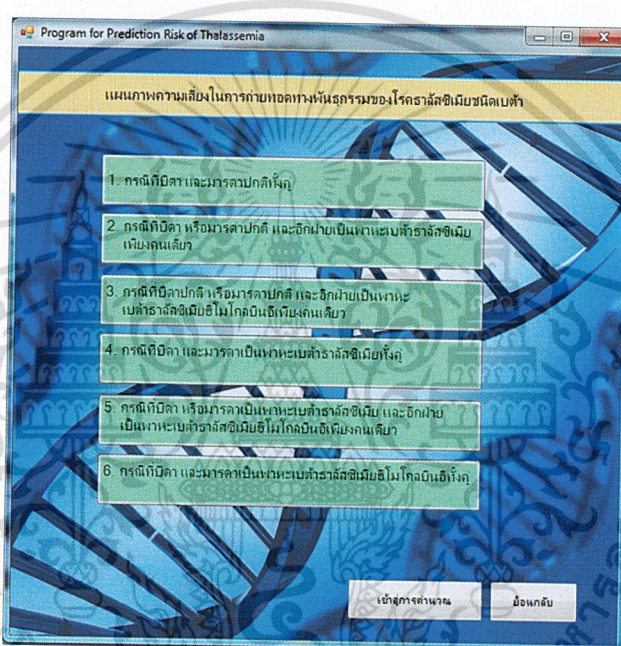 Program for Prediction Risk of Thalassemia
แผนภาพความเสี่ยงในการถ่ายทอดทางพันธุกรรมของโรคธาลัสซีเมียชนิดเบต้า
1. กรณีที่บิดา และมารดาปกติทั้งคู่
2. กรณีที่บิดา หรือมารดาปกติ และอีกฝ่ายเป็นพาหะเบต้าธาลัสซีเมีย
เพียงคนเดียว
3. กรณีที่บิดาปกติ หรือมารดาปกติ และอีกฝ่ายเป็นพาหะ
เบต้าธาลัสซีเมียฮีโมโกลบินอีเพียงคนเดียว
4. กรณีที่บิดา และมารดาเป็นพาหะเบต้าธาลัสซีเมียทั้งคู่
5. กรณีที่บิดา หรือมารดาเป็นพาหะเบต้าธาลัสซีเมีย และอีกฝ่าย
เป็นพาหะเบต้าธาลัสซีเมียฮีโมโกลบินอีเพียงคนเดียว
6. กรณีที่บิดา และมารดาเป็นพาหะเบต้าธาลัสซีเมียฮีโมโกลบินอีทั้งคู่
เข้าสู่การคำนวณ
ย้อนกลับ